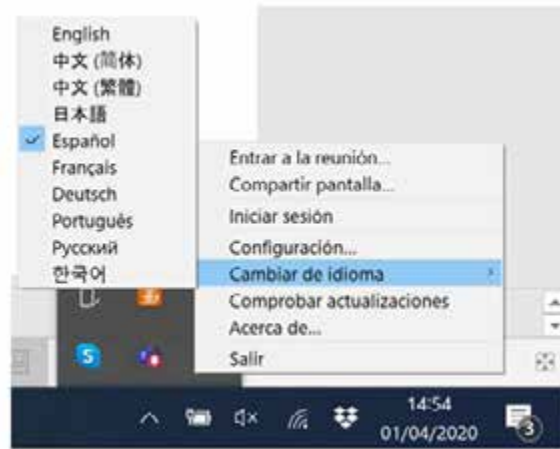 English
中文 (简体)
中文 (繁體)
日本語
Español
Français
Deutsch
Português
Русский
한국어
Entrar a la reunión...
Compartir pantalla...
Iniciar sesión
Configuración...
Cambiar de idioma
Comprobar actualizaciones
Acerca de...
Salir
14:54
01/04/2020
3